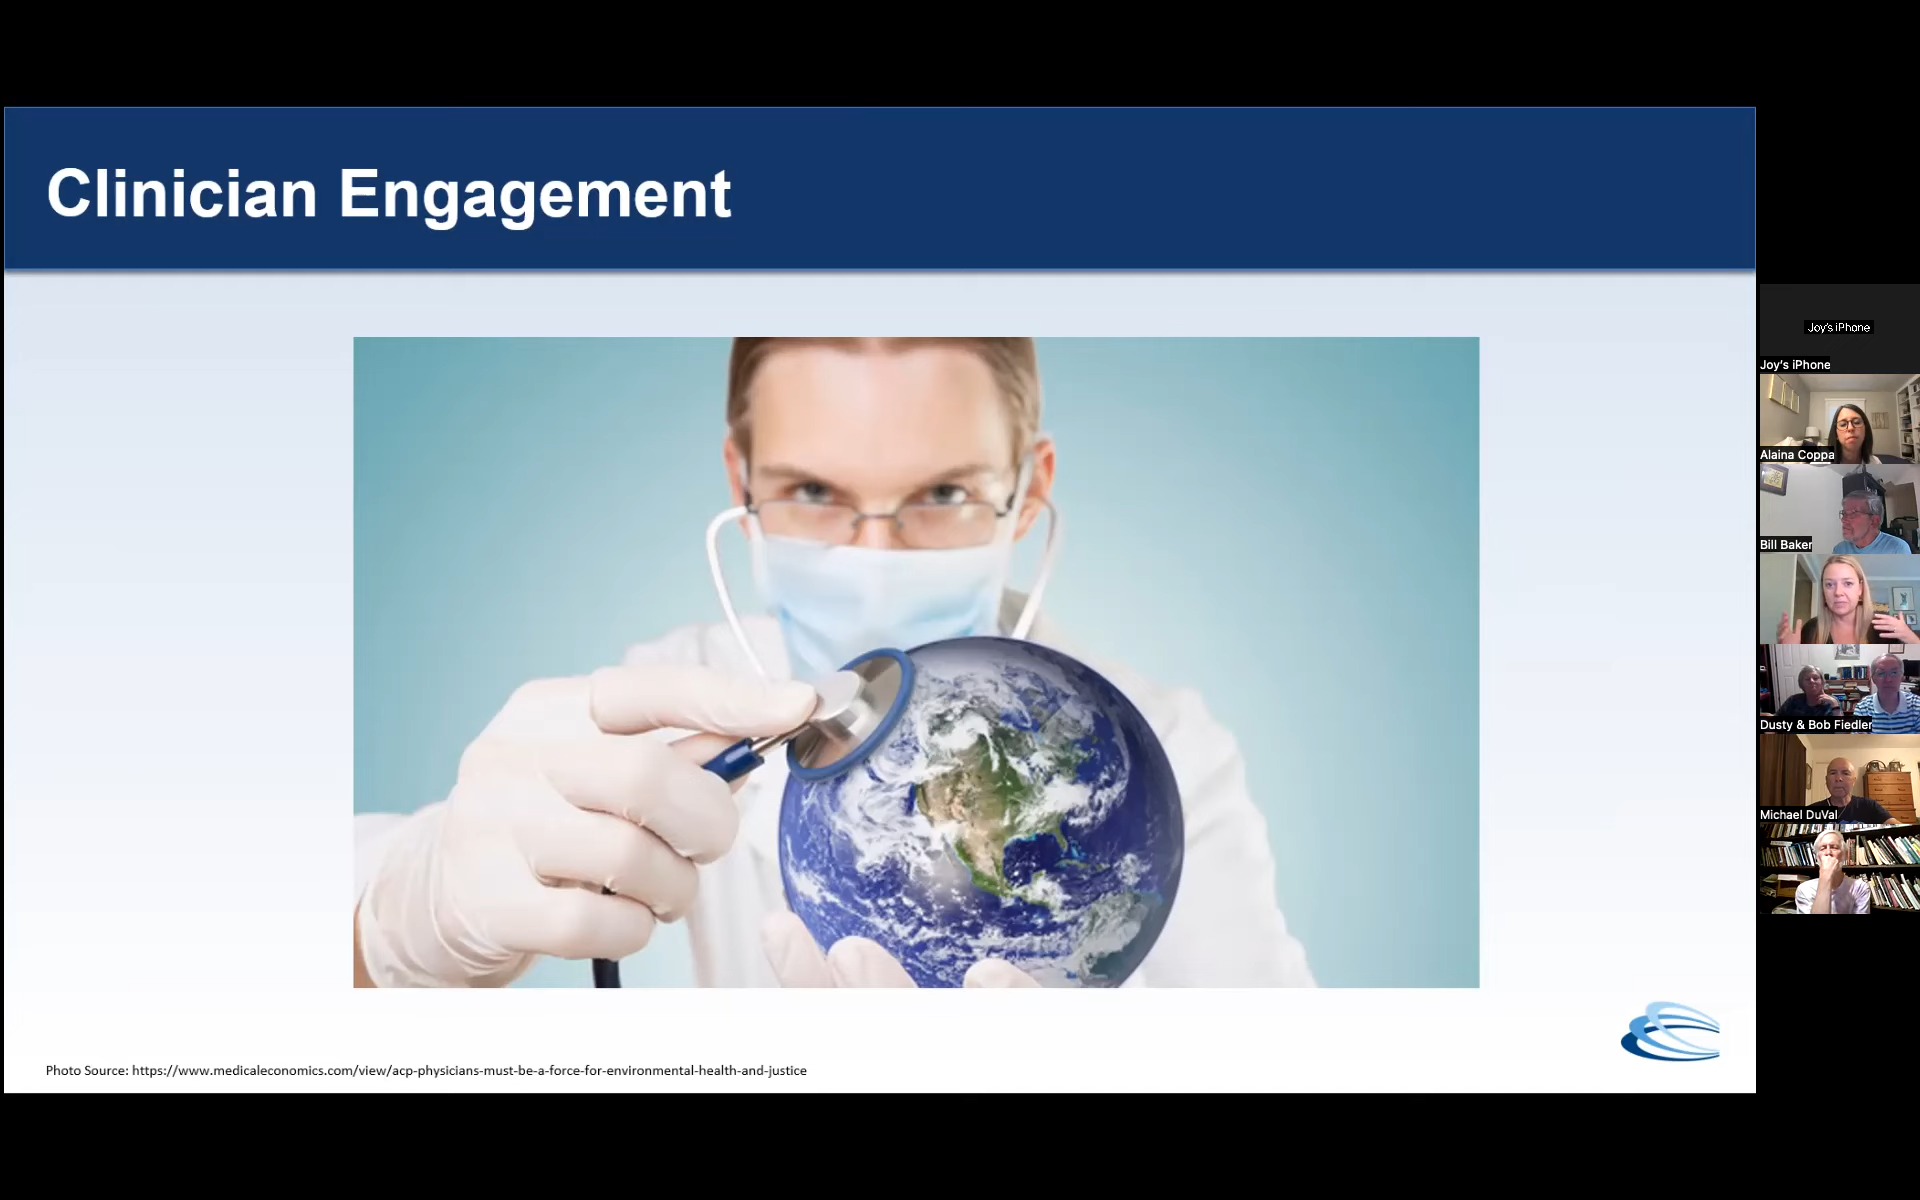 Clinician Engagement
Photo Source: https://www.medicaleconomics.com/view/acp-physicians-must-be-a-force-for-environmental-health-and-justice
Joy's iPhone
Joy's iPhone
Alaina Coppa
Bill Baker
Dusty & Bob Fiedler
Michael DuVal